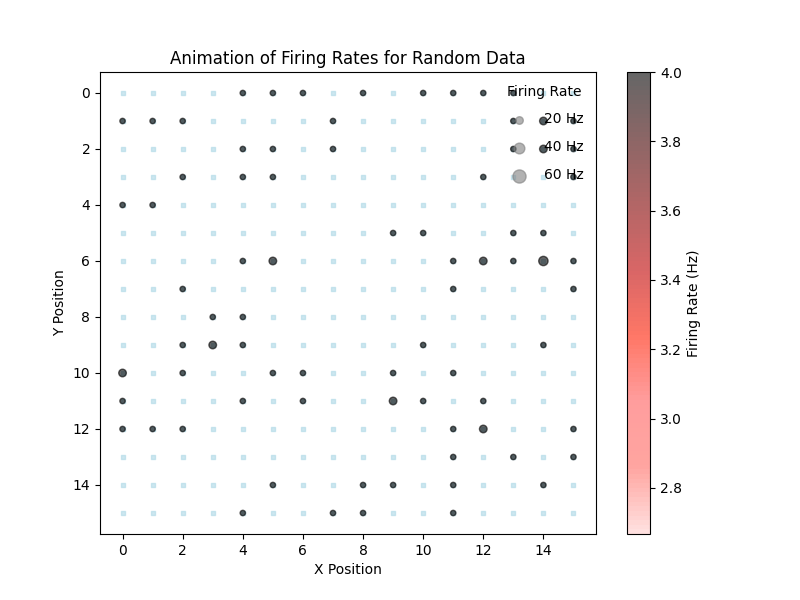 Animation of Firing Rates for Random Data
Firing Rate
20 Hz
40 Hz
60 Hz
0
2
4
6
8
10
12
14
Y Position
0 2 4 6 8 10 12 14
X Position
4.0
3.8
3.6
3.4
3.2
3.0
2.8
Firing Rate (Hz)